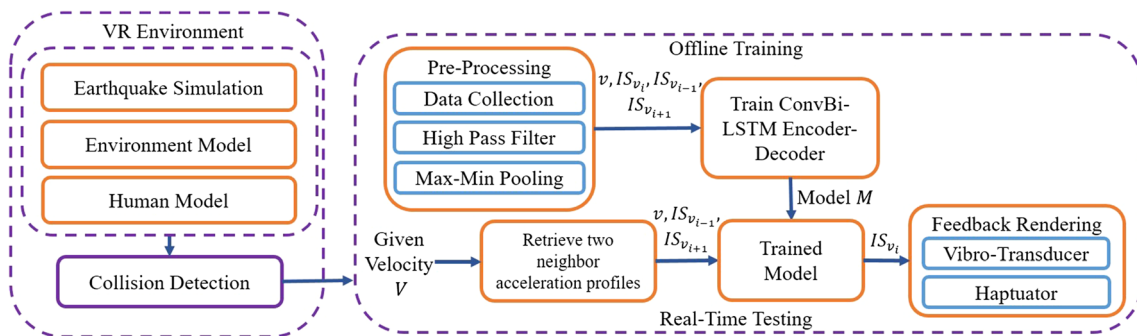 VR Environment
Earthquake Simulation
Environment Model
Human Model
Collision Detection
Offline Training
Pre-Processing
Data Collection
High Pass Filter
Max-Min Pooling
v, IS_{v_i}, IS_{v_{i-1}},
IS_{v_{i+1}}
Train ConvBi-
LSTM Encoder-
Decoder
Model M
Given
Velocity
V
Retrieve two
neighbor
acceleration profiles
v, IS_{v_{i-1}},
IS_{v_{i+1}}
Trained
Model
IS_{v_i}
Feedback Rendering
Vibro-Transducer
Haptuator
Real-Time Testing